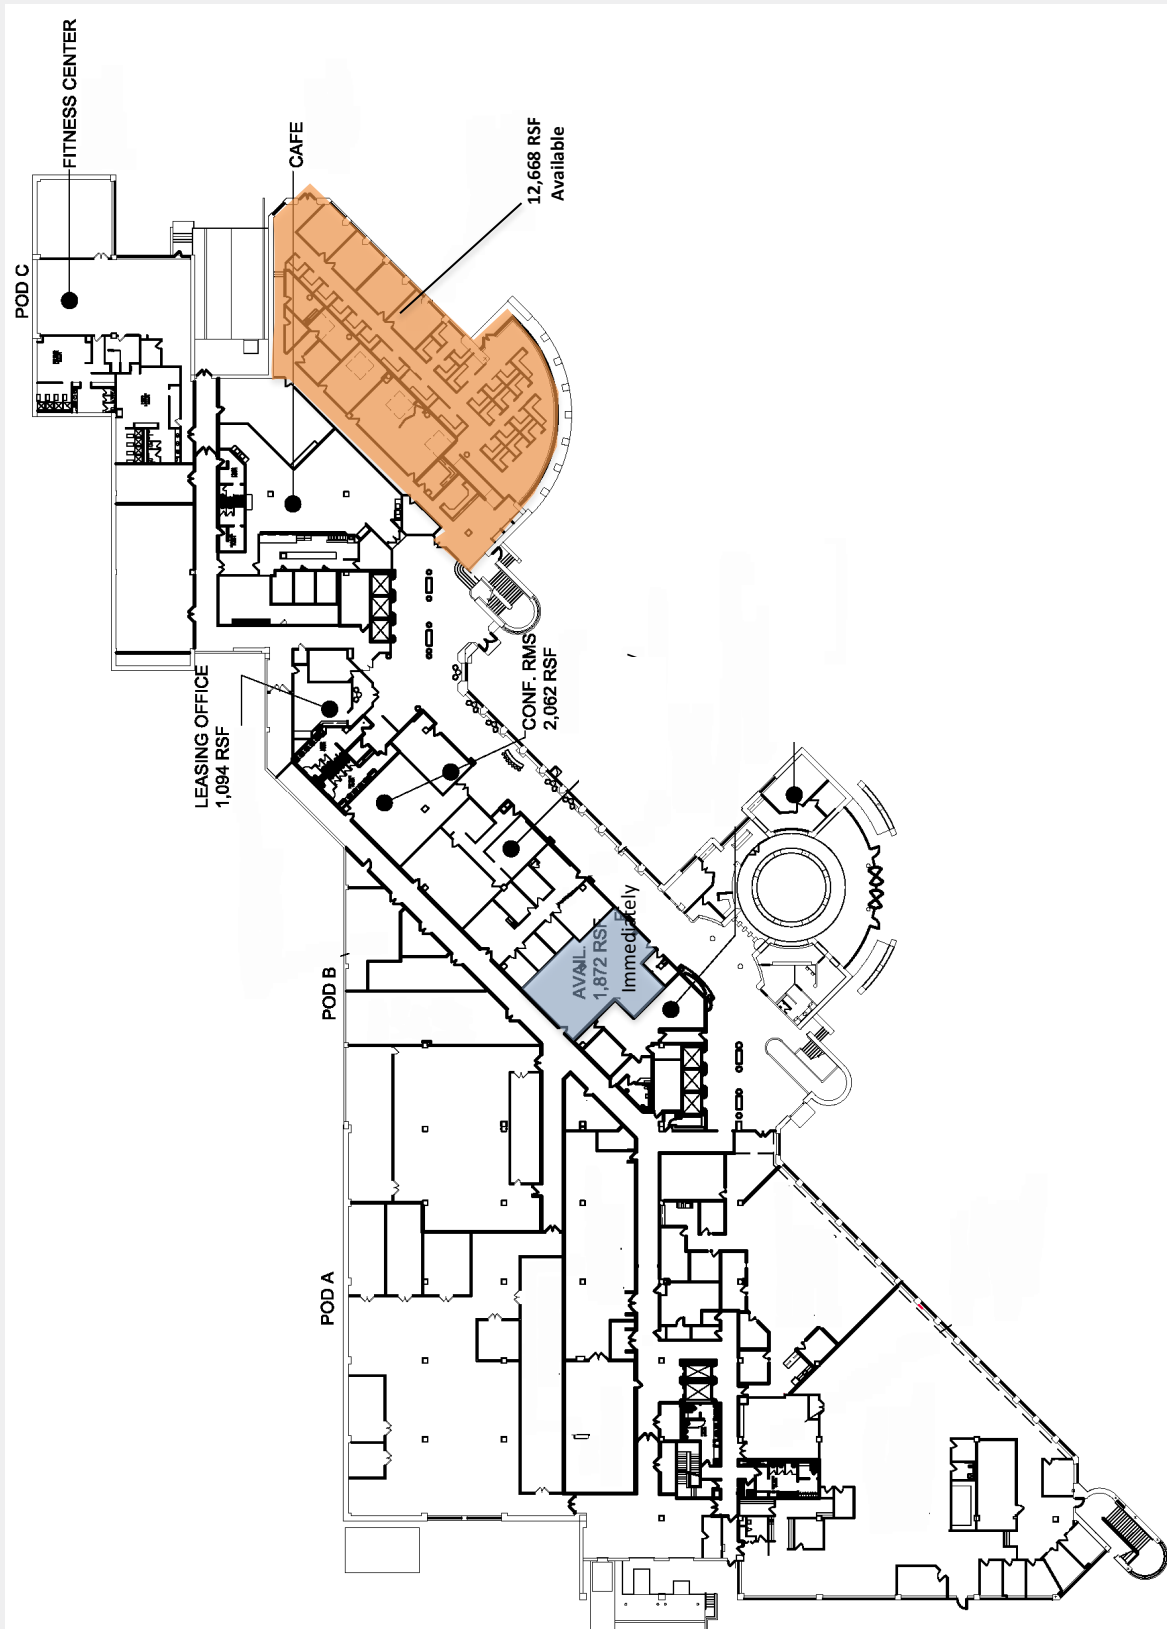 FITNESS CENTER
CAFE
12,668 RSF
Available
POD C
LEASING OFFICE
1,094 RSF
CONF. RMS
2,062 RSF
AVAIL.
1,872 RSF
Immediately
POD B
POD A